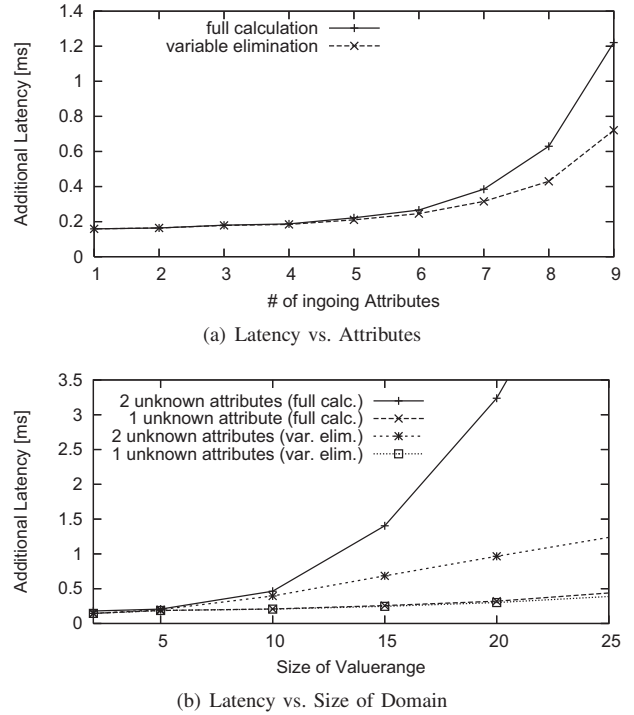 1.4
1.2
1
0.8
0.6
0.4
0.2
0
Additional Latency [ms]
full calculation
variable elimination
1 2 3 4 5 6 7 8 9
# of ingoing Attributes
(a) Latency vs. Attributes
3.5
3
2.5
2
1.5
1
0.5
0
Additional Latency [ms]
2 unknown attributes (full calc.)
1 unknown attribute (full calc.)
2 unknown attributes (var. elim.)
1 unknown attributes (var. elim.)
5 10 15 20 25
Size of Valuerange
(b) Latency vs. Size of Domain